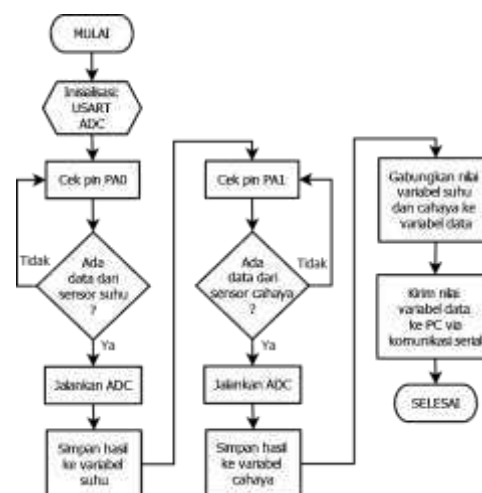 MULAI
Inisialisasi:
USART
ADC
Cek pin PA0
Tidak
Ada
data dari
sensor suhu
?
Ya
Jalankan ADC
Simpan hasil
ke variabel
suhu
Cek pin PA1
Ada
data dari
sensor cahaya
?
Tidak
Ya
Jalankan ADC
Simpan hasil
ke variabel
cahaya
Gabungkan nilai
variabel suhu
dan cahaya ke
variabel data
Kirim nilai
variabel data
ke PC via
komunikasi serial
SELESAI